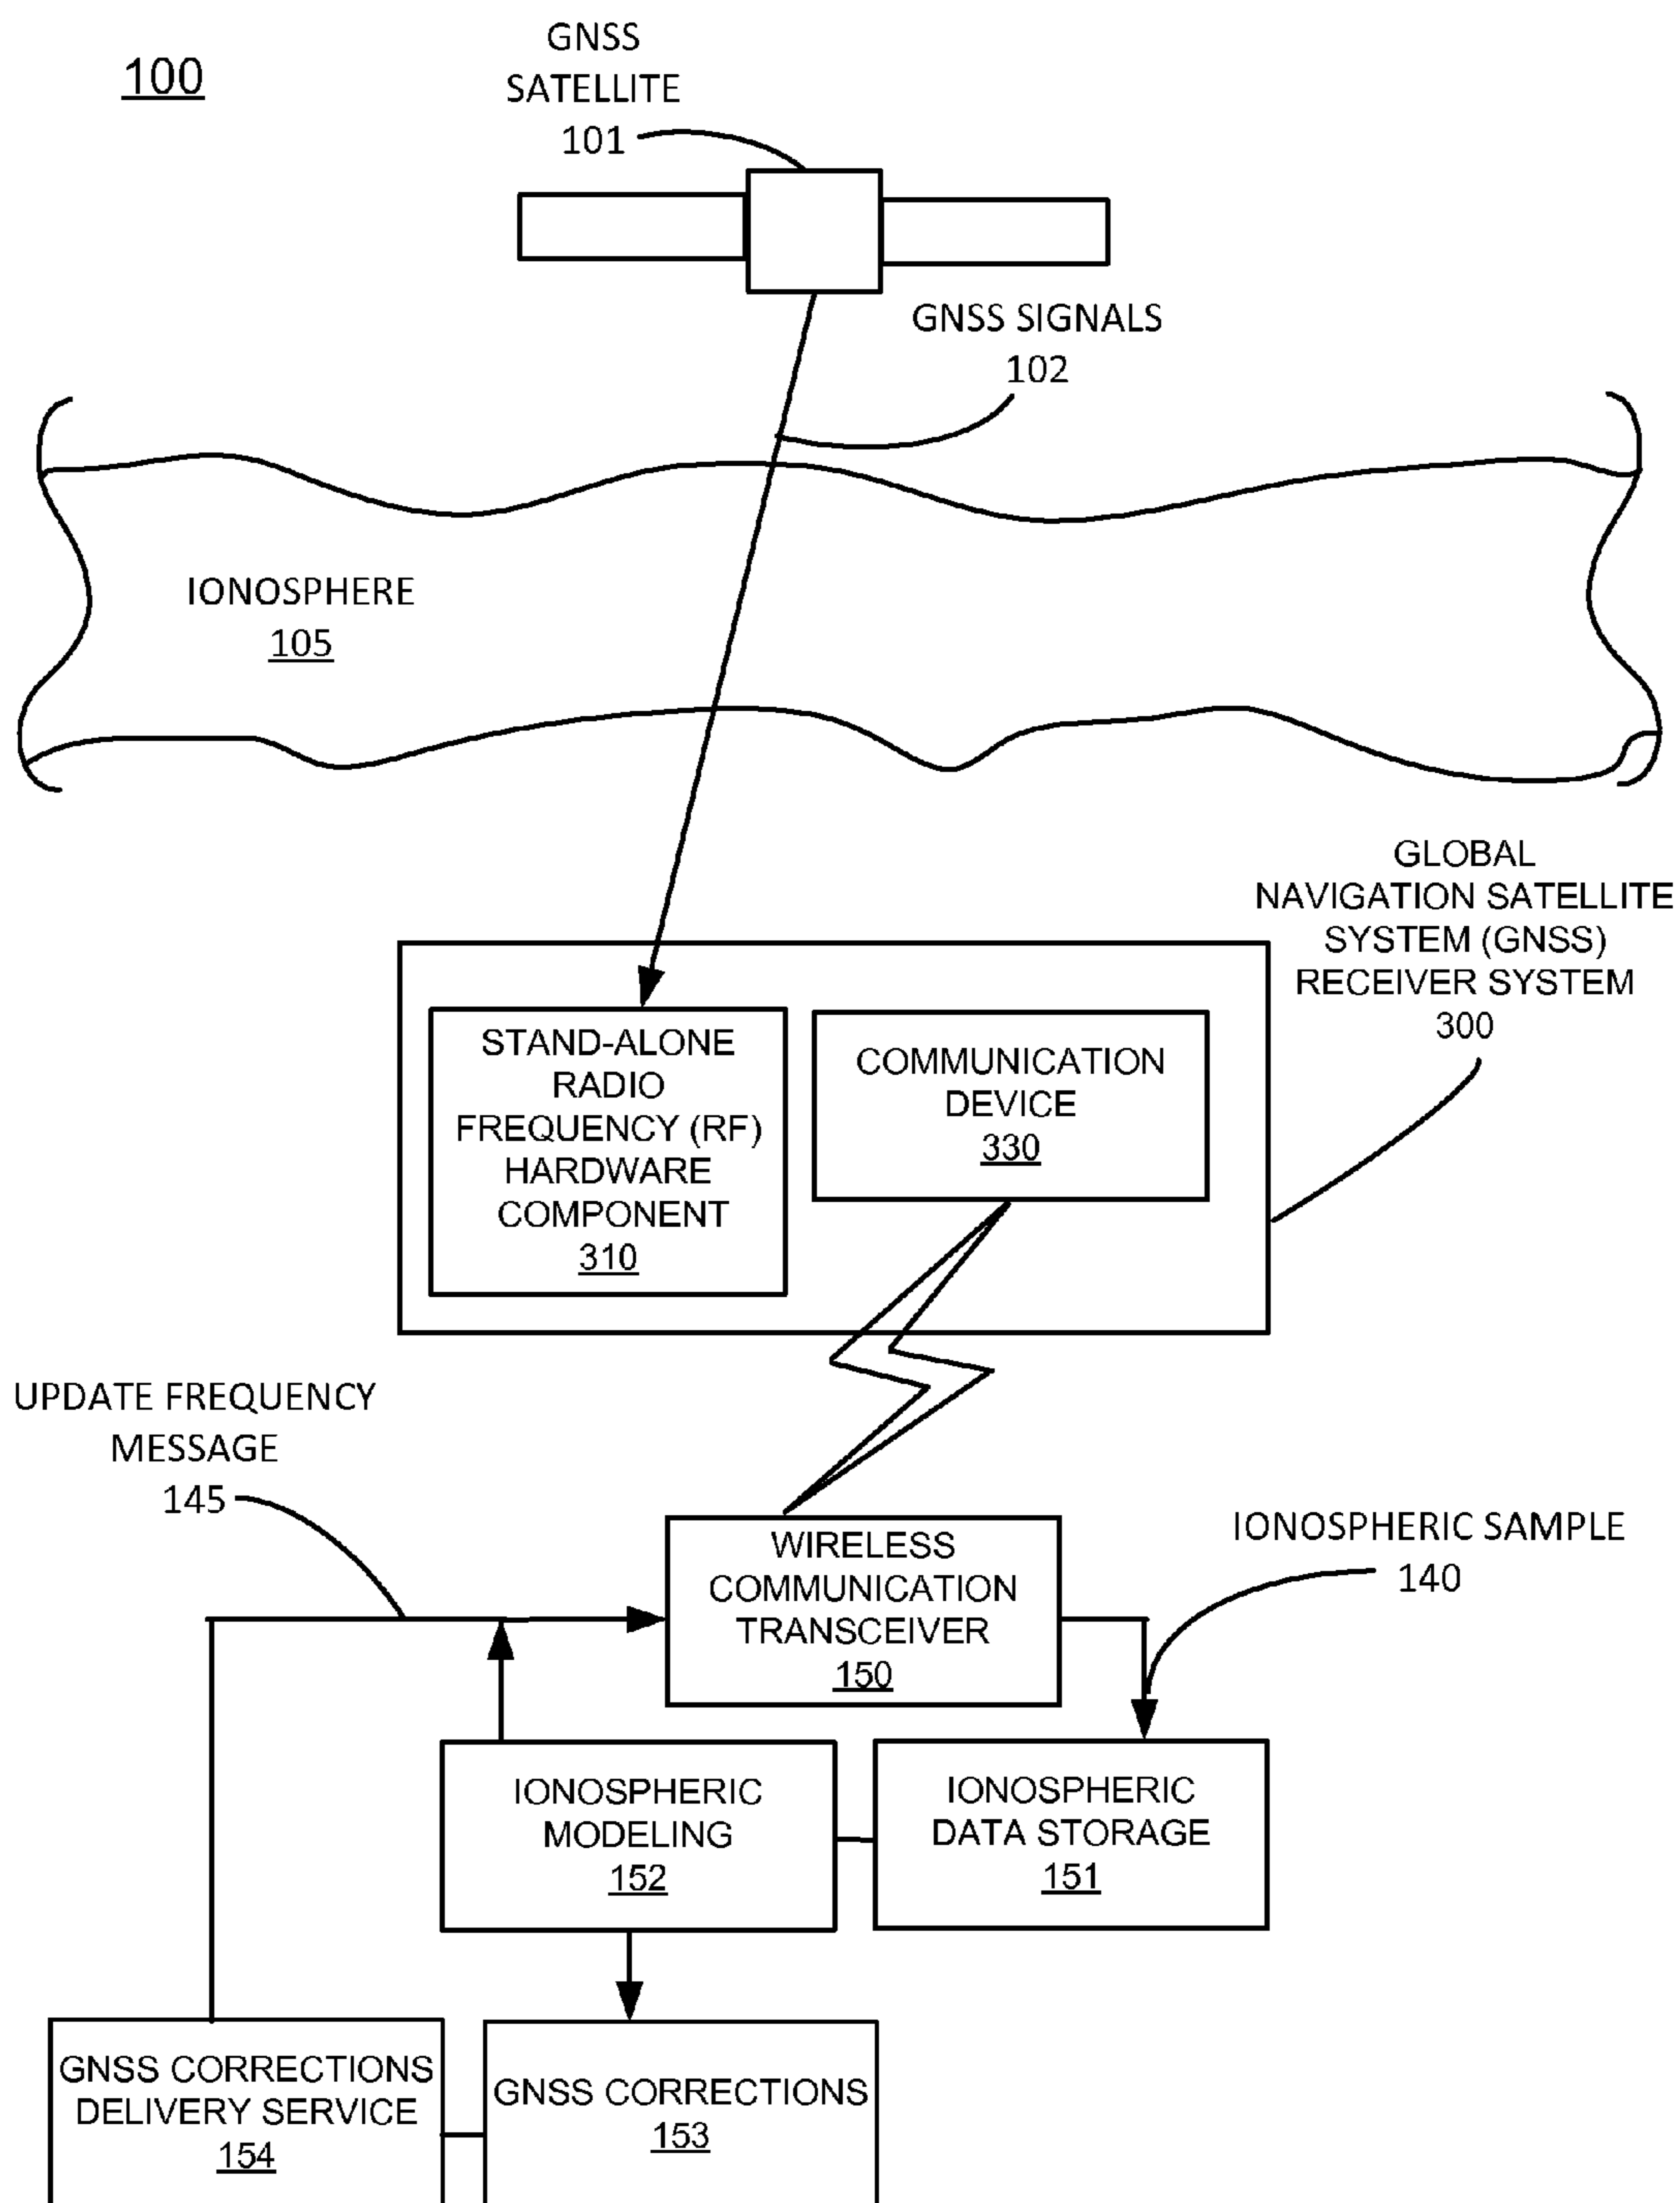 100
GNSS
SATELLITE
101
GNSS SIGNALS
102
IONOSPHERE
105
GLOBAL
NAVIGATION SATELLITE
SYSTEM (GNSS)
RECEIVER SYSTEM
300
STAND-ALONE
RADIO
FREQUENCY (RF)
HARDWARE
COMPONENT
310
COMMUNICATION
DEVICE
330
UPDATE FREQUENCY
MESSAGE
145
WIRELESS
COMMUNICATION
TRANSCEIVER
150
IONOSPHERIC SAMPLE
140
IONOSPHERIC
MODELING
152
IONOSPHERIC
DATA STORAGE
151
GNSS CORRECTIONS
DELIVERY SERVICE
154
GNSS CORRECTIONS
153